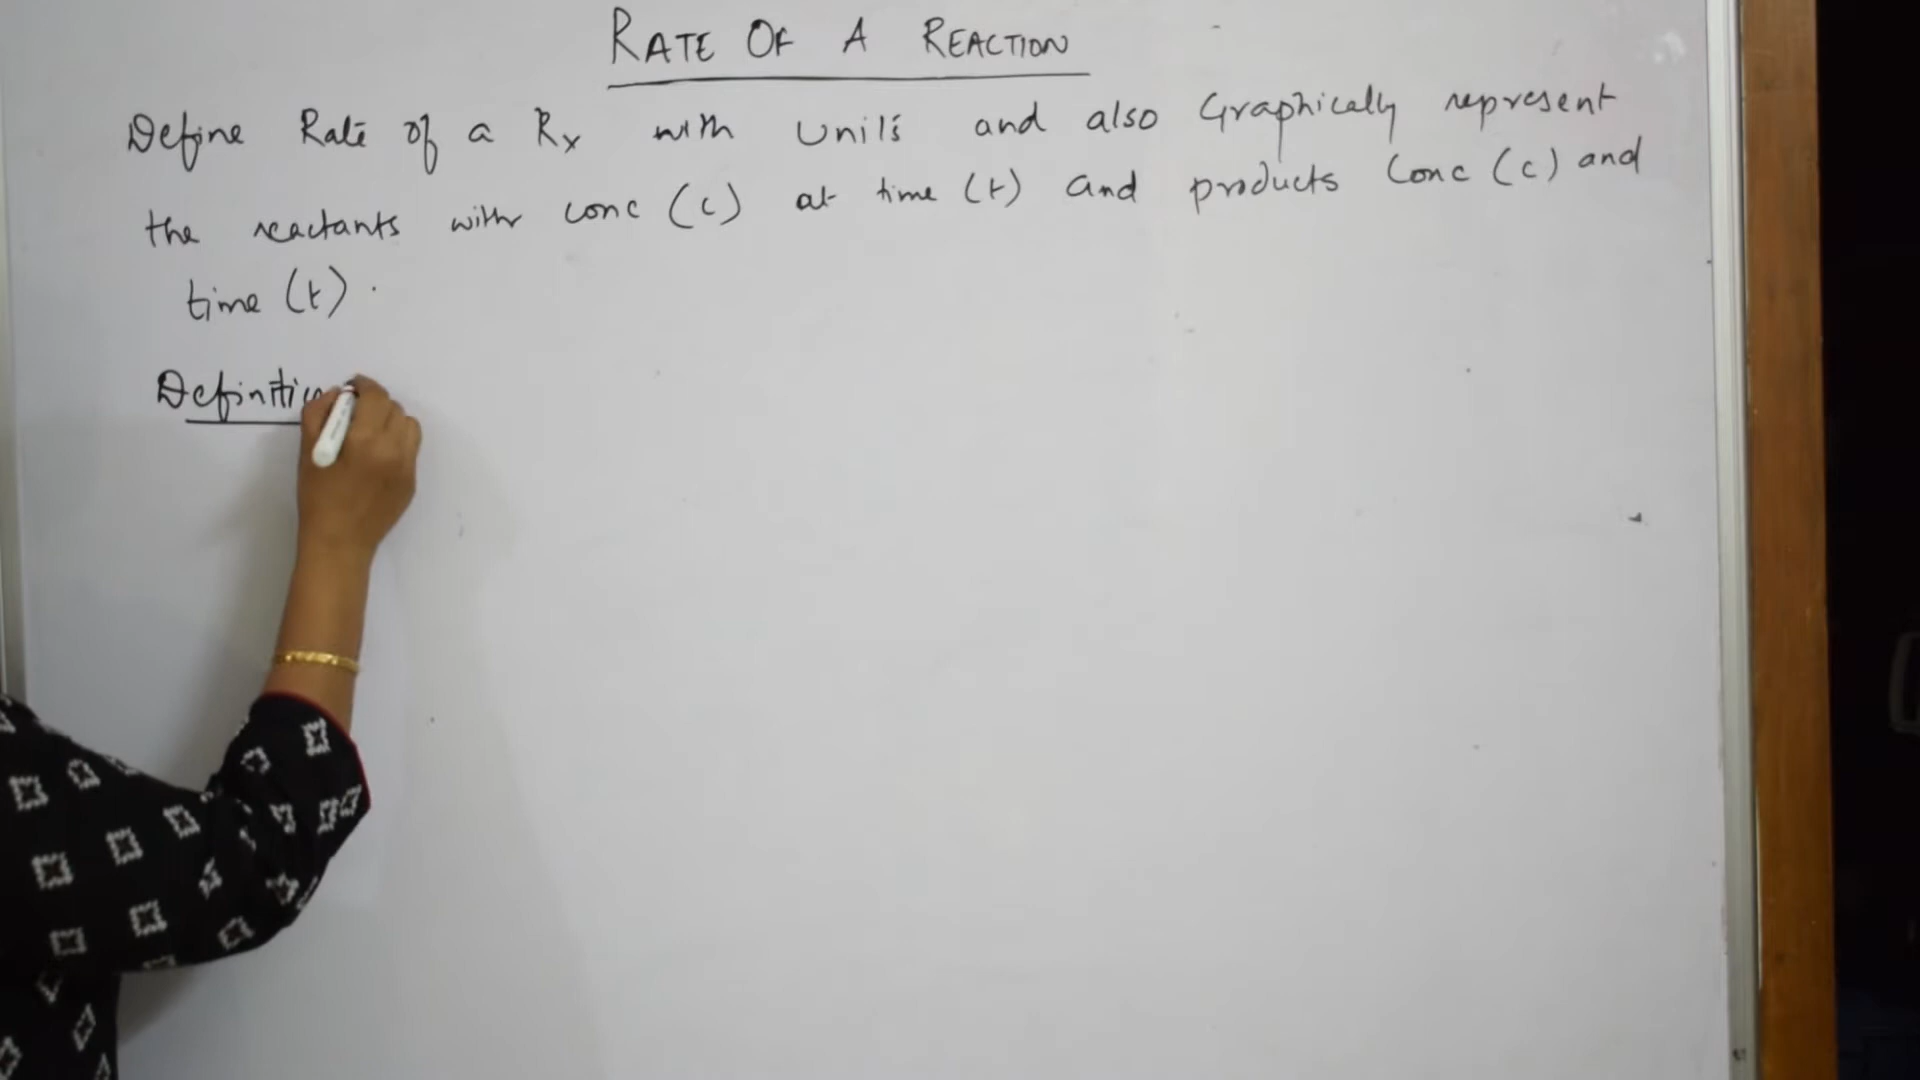 RATE OF A REACTION
Define Rate of a Rx with Units and also Graphically represent
the reactants with conc (c) at time (t) and products Conc (c) and
time (t).
Definition